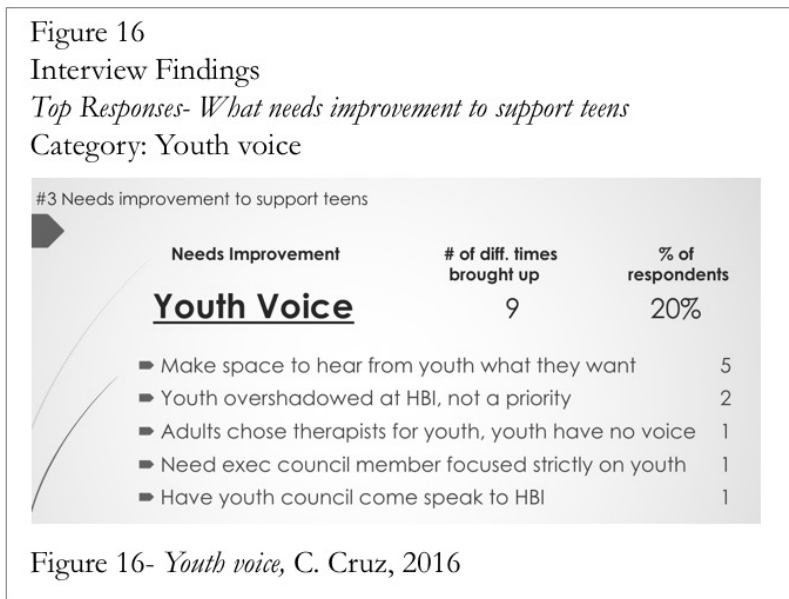 Figure 16
Interview Findings
Top Responses- What needs improvement to support teens
Category: Youth voice
#3 Needs improvement to support teens
Needs Improvement # of diff. times brought up % of respondents
Youth Voice 9 20%
Make space to hear from youth what they want 5
Youth overshadowed at HBI, not a priority 2
Adults chose therapists for youth, youth have no voice 1
Need exec council member focused strictly on youth 1
Have youth council come speak to HBI 1
Figure 16- Youth voice, C. Cruz, 2016